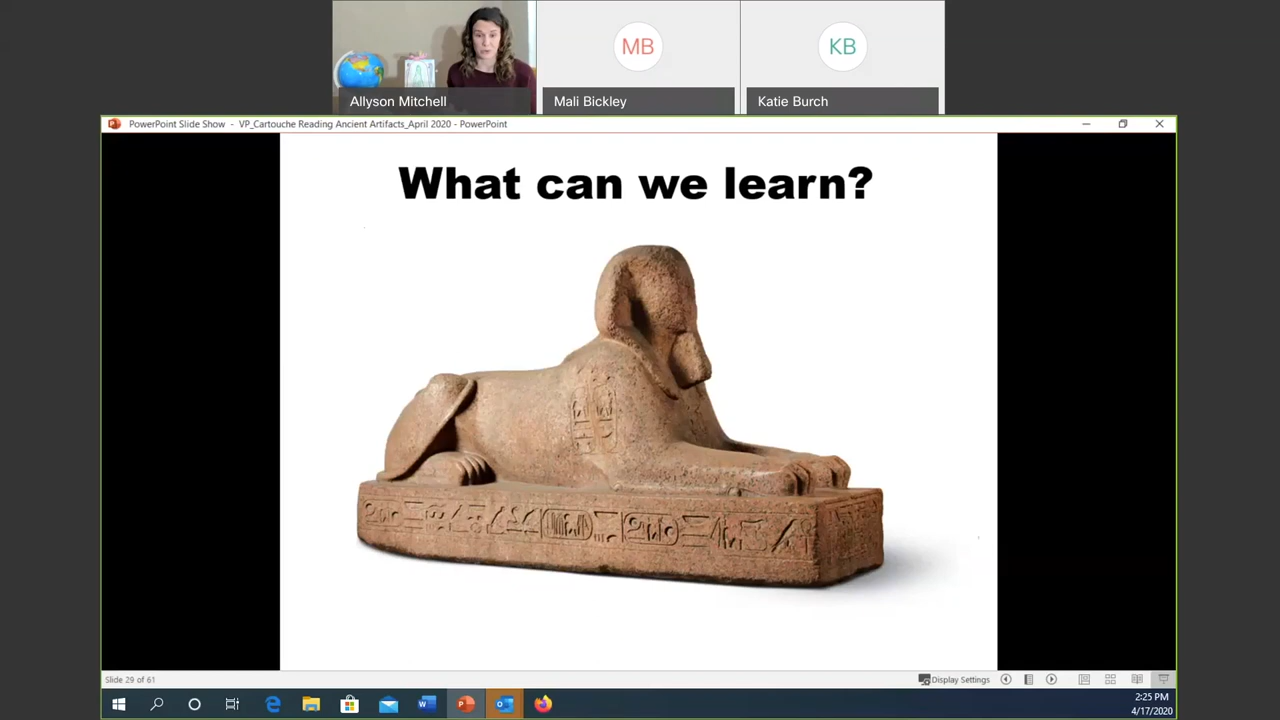 MB
KB
Allyson Mitchell
Mali Bickley
Katie Burch
PowerPoint Slide Show - VP_Cartouche Reading Ancient Artifacts_April 2020 - PowerPoint
What can we learn?
Slide 29 of 61
Display Settings
2:25 PM
4/17/2020